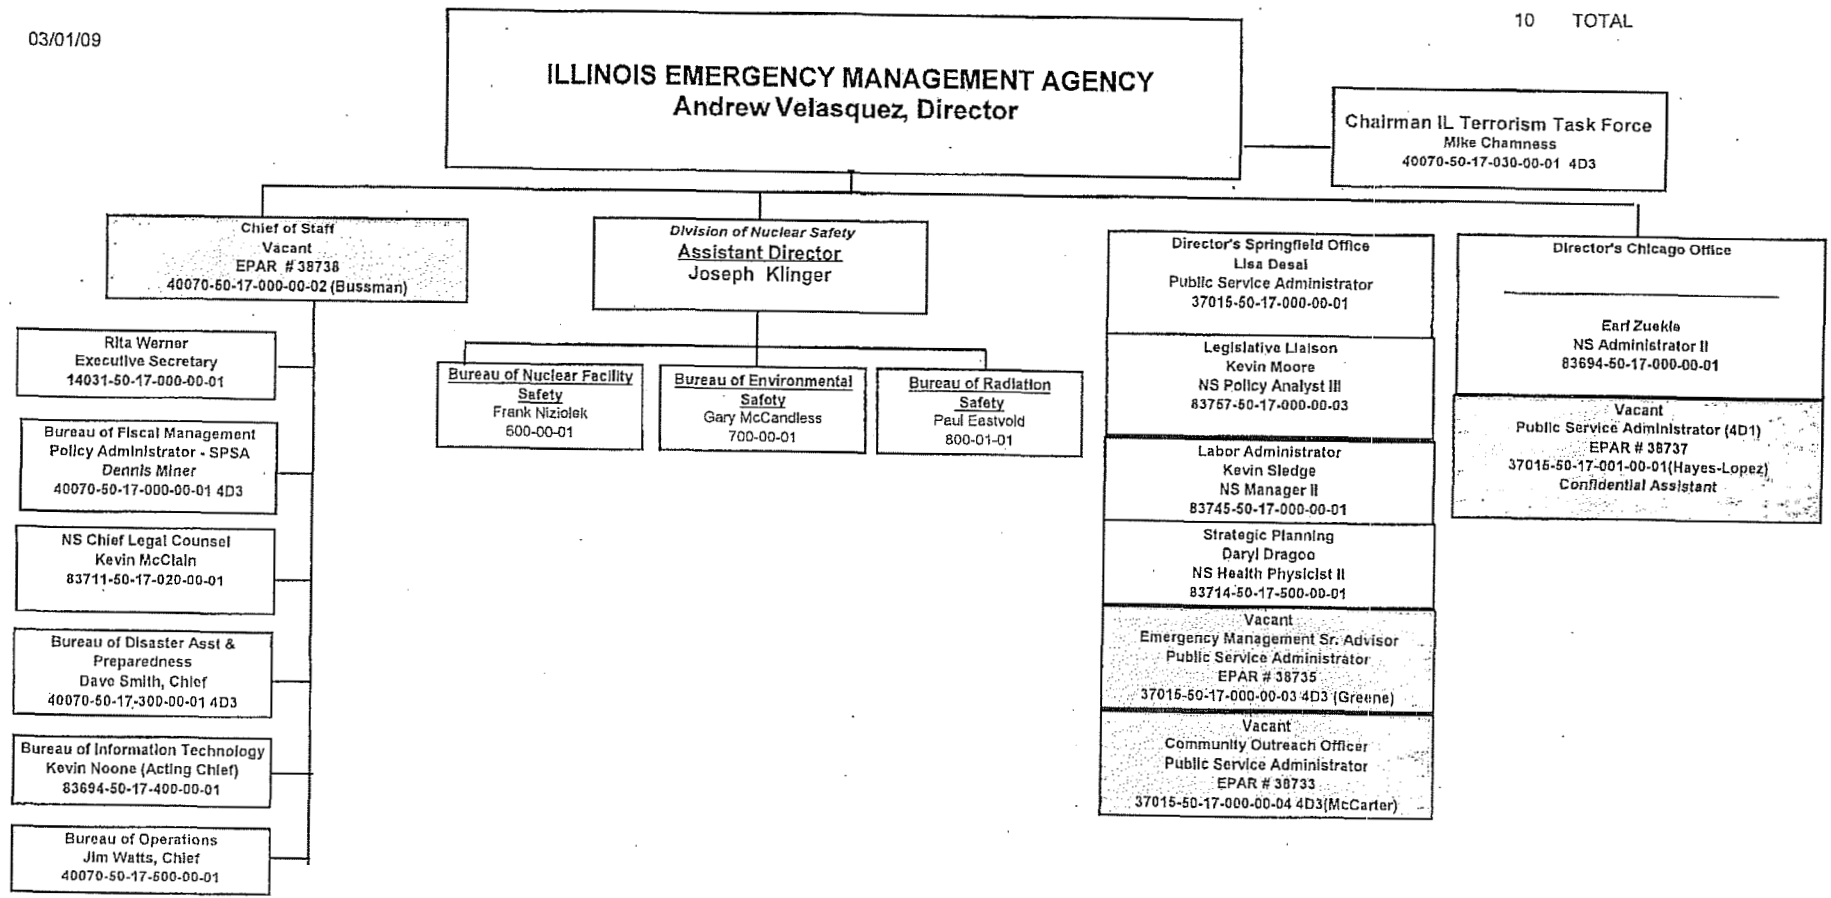 03/01/09
10 TOTAL
ILLINOIS EMERGENCY MANAGEMENT AGENCY
Andrew Velasquez, Director
Chairman IL Terrorism Task Force
Mike Chamness
40070-50-17-030-00-01 4D3
Chief of Staff
Vacant
EPAR # 38738
40070-50-17-000-00-02 (Bussman)
Rita Werner
Executive Secretary
14031-50-17-000-00-01
Bureau of Fiscal Management
Policy Administrator - SPSA
Dennis Miner
40070-50-17-000-00-01 4D3
NS Chief Legal Counsel
Kevin McClain
83711-50-17-020-00-01
Bureau of Disaster Asst &
Preparedness
Dave Smith, Chief
40070-50-17-300-00-01 4D3
Bureau of Information Technology
Kevin Noone (Acting Chief)
83694-50-17-400-00-01
Bureau of Operations
Jim Watts, Chief
40070-50-17-500-00-01
Division of Nuclear Safety
Assistant Director
Joseph Klinger
Bureau of Nuclear Facility
Safety
Frank Niziolek
600-00-01
Bureau of Environmental
Safety
Gary McCandless
700-00-01
Bureau of Radiation
Safety
Paul Eastvold
800-01-01
Director's Springfield Office
Lisa Desai
Public Service Administrator
37015-50-17-000-00-01
Legislative Liaison
Kevin Moore
NS Policy Analyst III
83757-50-17-000-00-03
Labor Administrator
Kevin Sledge
NS Manager II
83745-50-17-000-00-01
Strategic Planning
Daryl Dragoo
NS Health Physicist II
83714-50-17-500-00-01
Vacant
Emergency Management Sr. Advisor
Public Service Administrator
EPAR # 38735
37015-50-17-000-00-03 4D3 (Greene)
Vacant
Community Outreach Officer
Public Service Administrator
EPAR # 38733
37015-50-17-000-00-04 4D3(McCarter)
Director's Chicago Office
Earl Zuekle
NS Administrator II
83694-50-17-000-00-01
Vacant
Public Service Administrator (4D1)
EPAR # 38737
37015-50-17-001-00-01(Hayes-Lopez)
Confidential Assistant